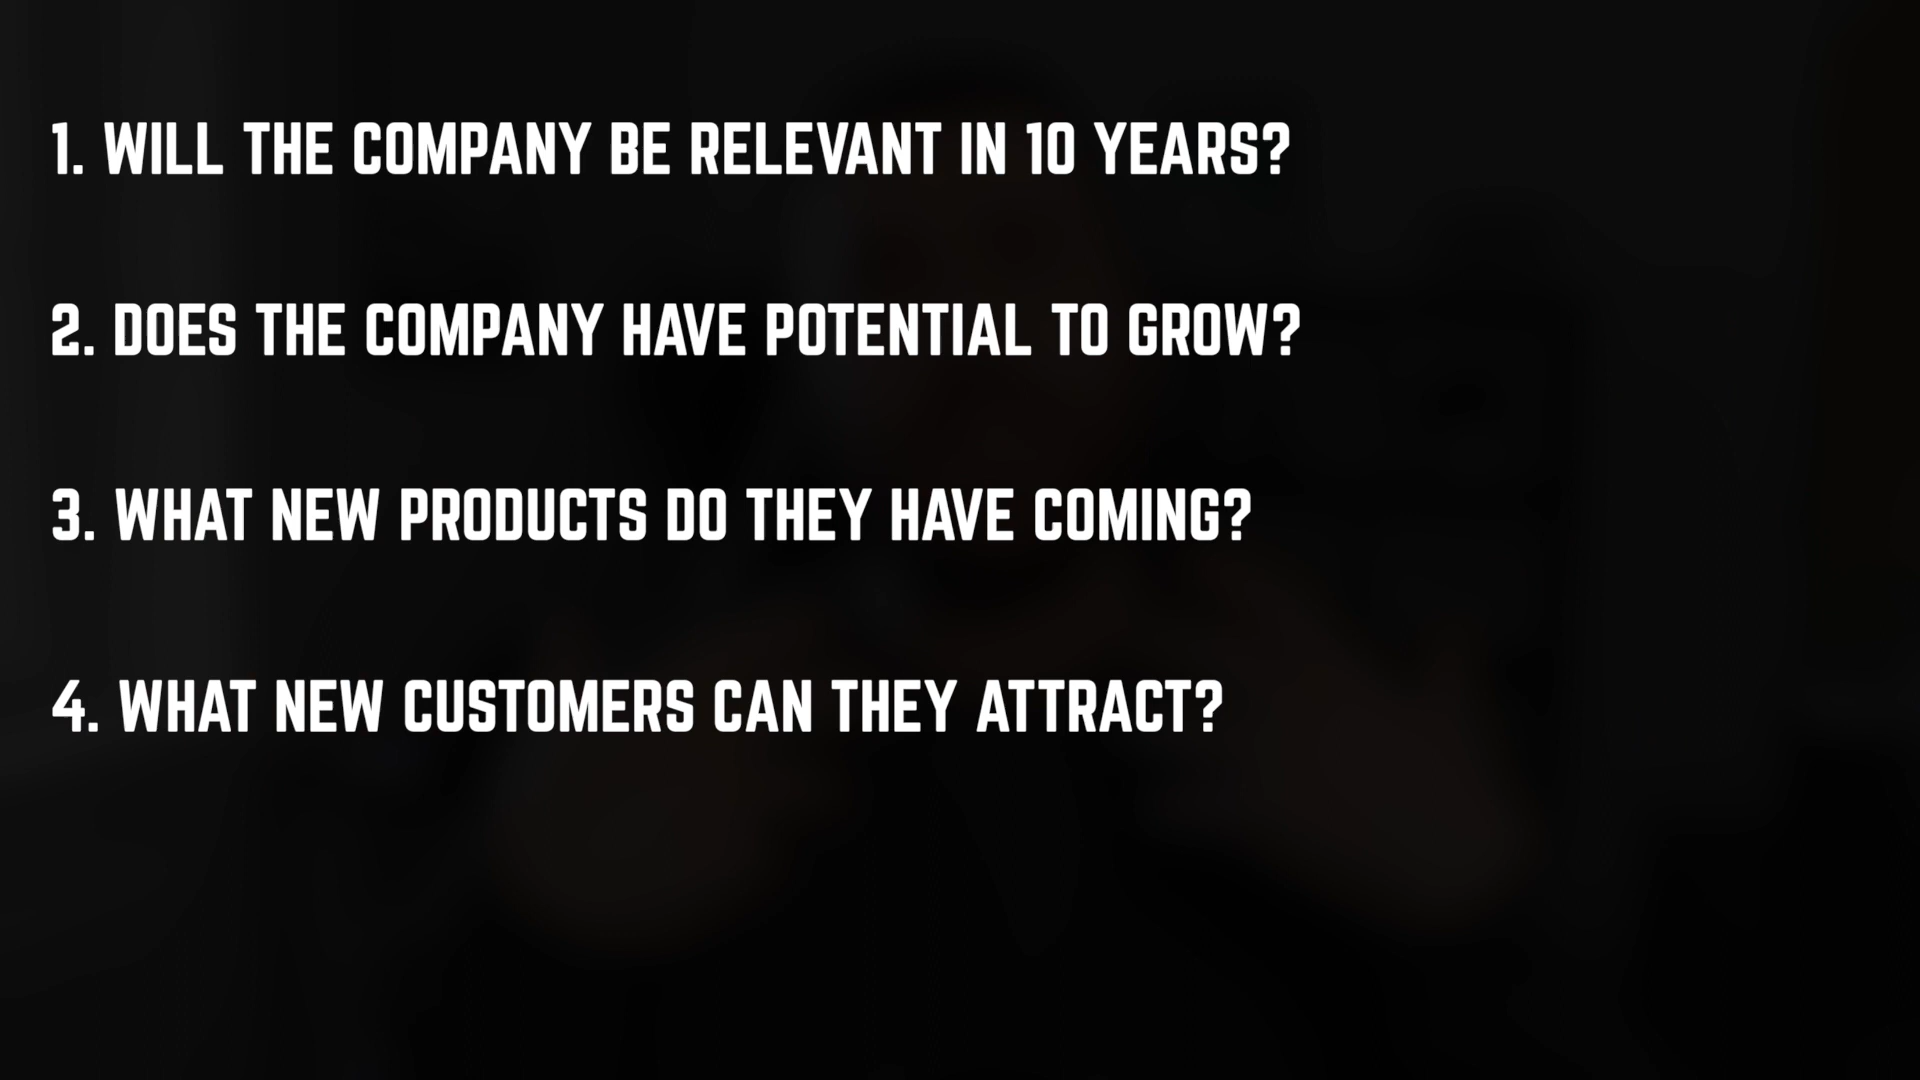 1. WILL THE COMPANY BE RELEVANT IN 10 YEARS?
2. DOES THE COMPANY HAVE POTENTIAL TO GROW?
3. WHAT NEW PRODUCTS DO THEY HAVE COMING?
4. WHAT NEW CUSTOMERS CAN THEY ATTRACT?